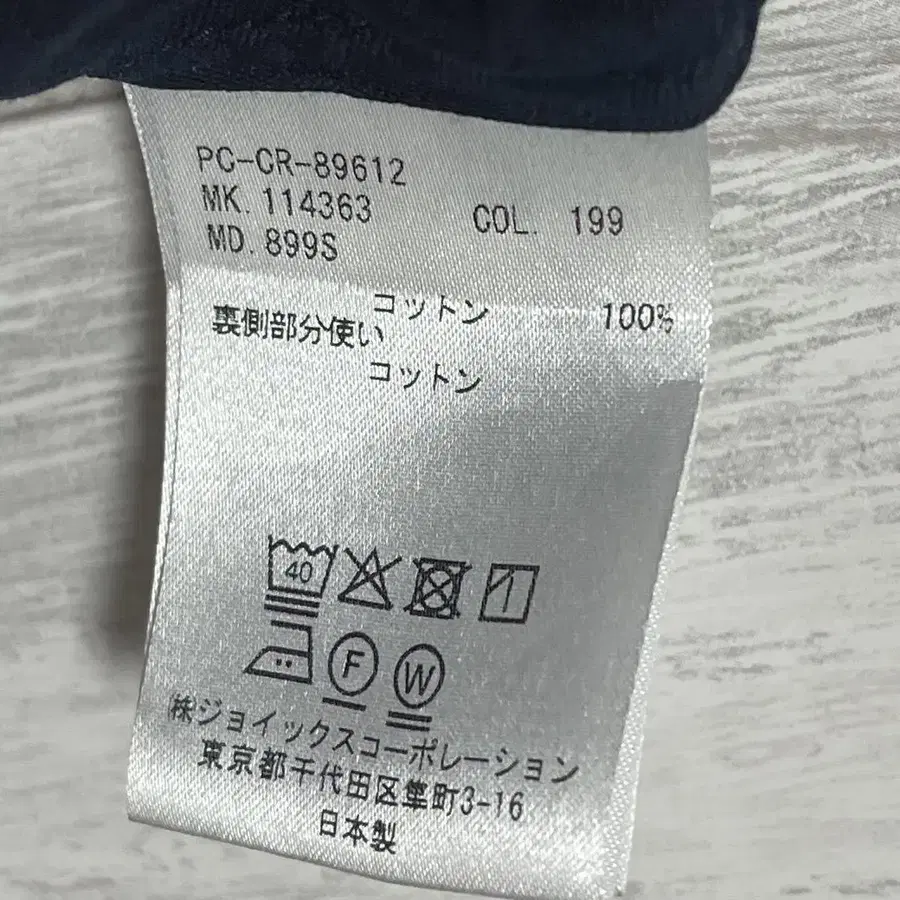 PC-CR-89612
MK. 114363 COL. 199
MD. 899S
コットン 100%
裏側部分使い
コットン
40
F W
(株)ジョイックスコーポレーション
東京都千代田区隼町3-16
日本製